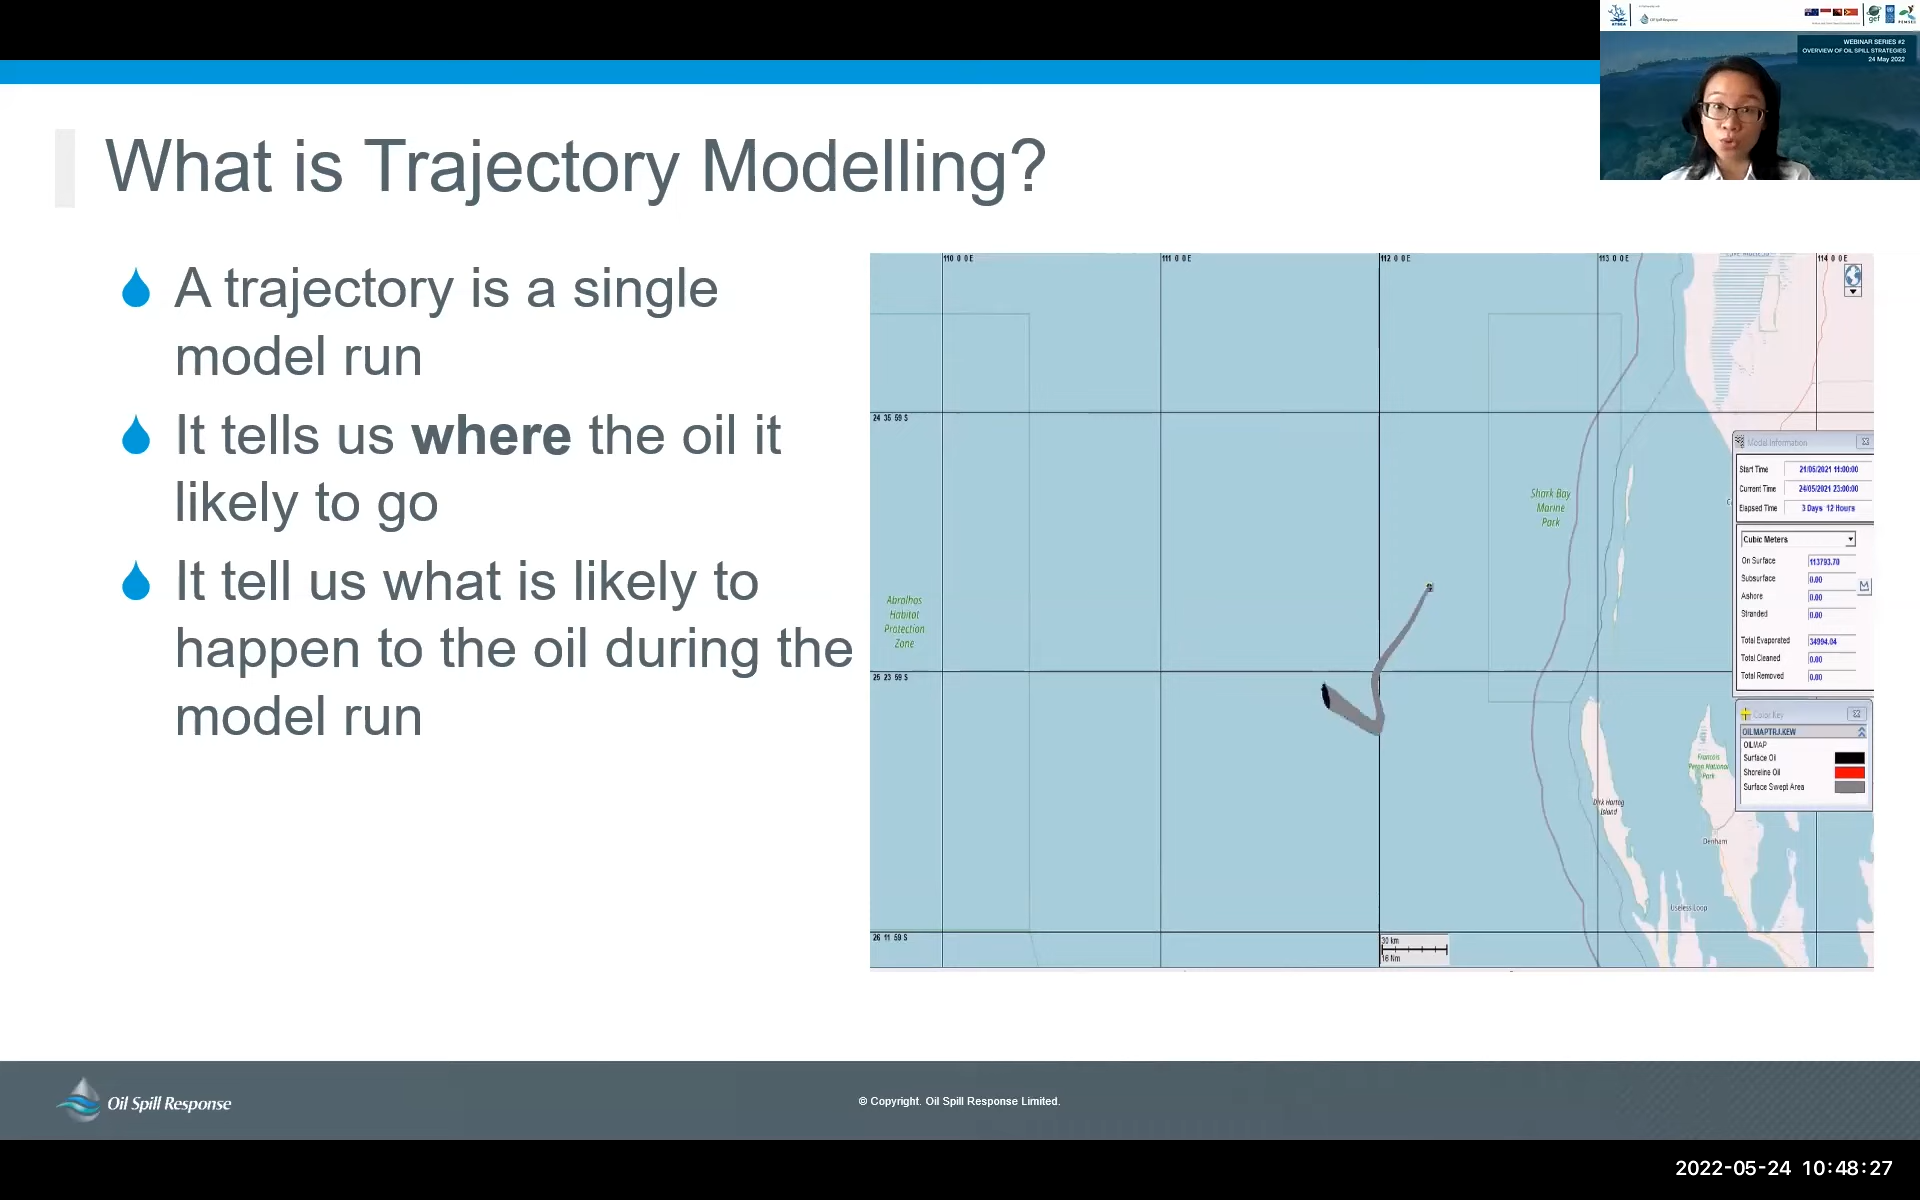 WEBINAR SERIES #2
OVERVIEW OF OIL SPILL STRATEGIES
24 May 2022
What is Trajectory Modelling?
A trajectory is a single
model run
It tells us where the oil it
likely to go
It tell us what is likely to
happen to the oil during the
model run
110 0 0 E
111 0 0 E
112 0 0 E
113 0 0 E
114 0 0 E
24 35 59 S
25 23 59 S
26 11 59 S
Shark Bay
Marine
Park
Abrolhos
Habitat
Protection
Zone
Model Information
Start Time 21/05/2021 11:00:00
Current Time 24/05/2021 23:00:00
Elapsed Time 3 Days 12 Hours
Cubic Meters
On Surface 113793.70
Subsurface 0.00
Ashore 0.00
Stranded 0.00
Total Evaporated 34994.04
Total Cleaned 0.00
Total Removed 0.00
Color Key
OILMAPTRJ.KEW
OILMAP
Surface Oil
Shoreline Oil
Surface Swept Area
Francois
Peron National
Park
Dirk Hartog
Island
Denham
Useless Loop
30 km
16 Nm
Oil Spill Response
© Copyright. Oil Spill Response Limited.
2022-05-24 10:48:27